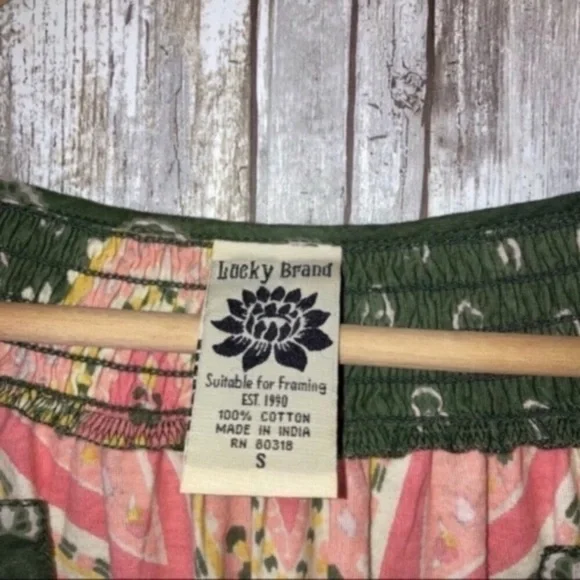 Lucky Brand
Suitable for Framing
EST. 1990
100% COTTON
MADE IN INDIA
RN 80318
S